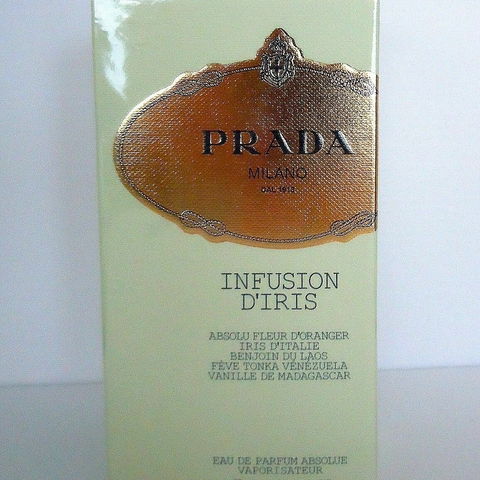 PRADA
MILANO
DAL 1913
INFUSION
D'IRIS
ABSOLU FLEUR D'ORANGER
IRIS D'ITALIE
BENJOIN DU LAOS
FÈVE TONKA VÉNÉZUELA
VANILLE DE MADAGASCAR
EAU DE PARFUM ABSOLUE
VAPORISATEUR